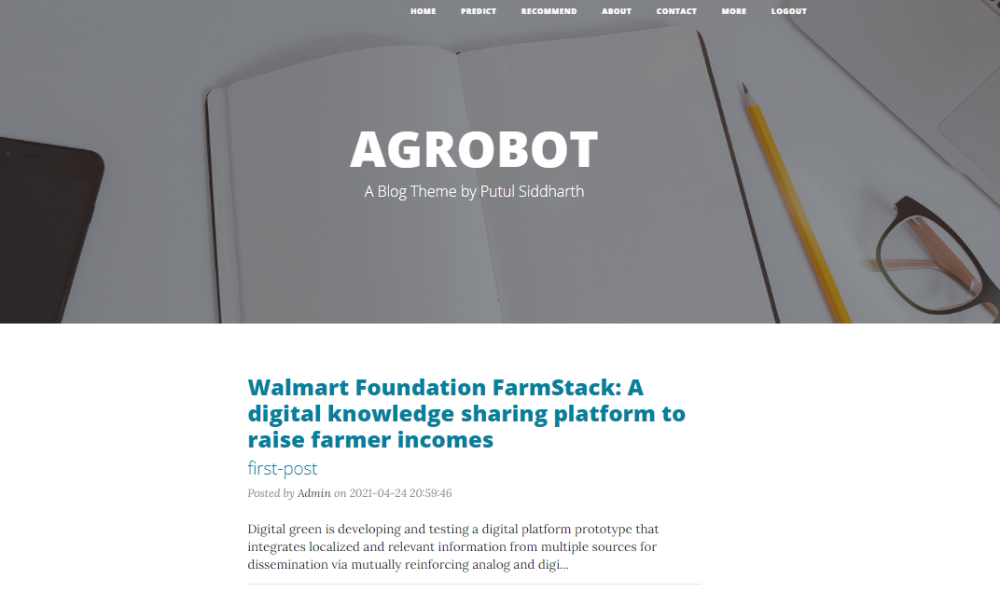 HOME PREDICT RECOMMEND ABOUT CONTACT MORE LOGOUT
AGROBOT
A Blog Theme by Putul Siddharth
Walmart Foundation FarmStack: A
digital knowledge sharing platform to
raise farmer incomes
first-post
Posted by Admin on 2021-04-24 20:59:46
Digital green is developing and testing a digital platform prototype that
integrates localized and relevant information from multiple sources for
dissemination via mutually reinforcing analog and digi...